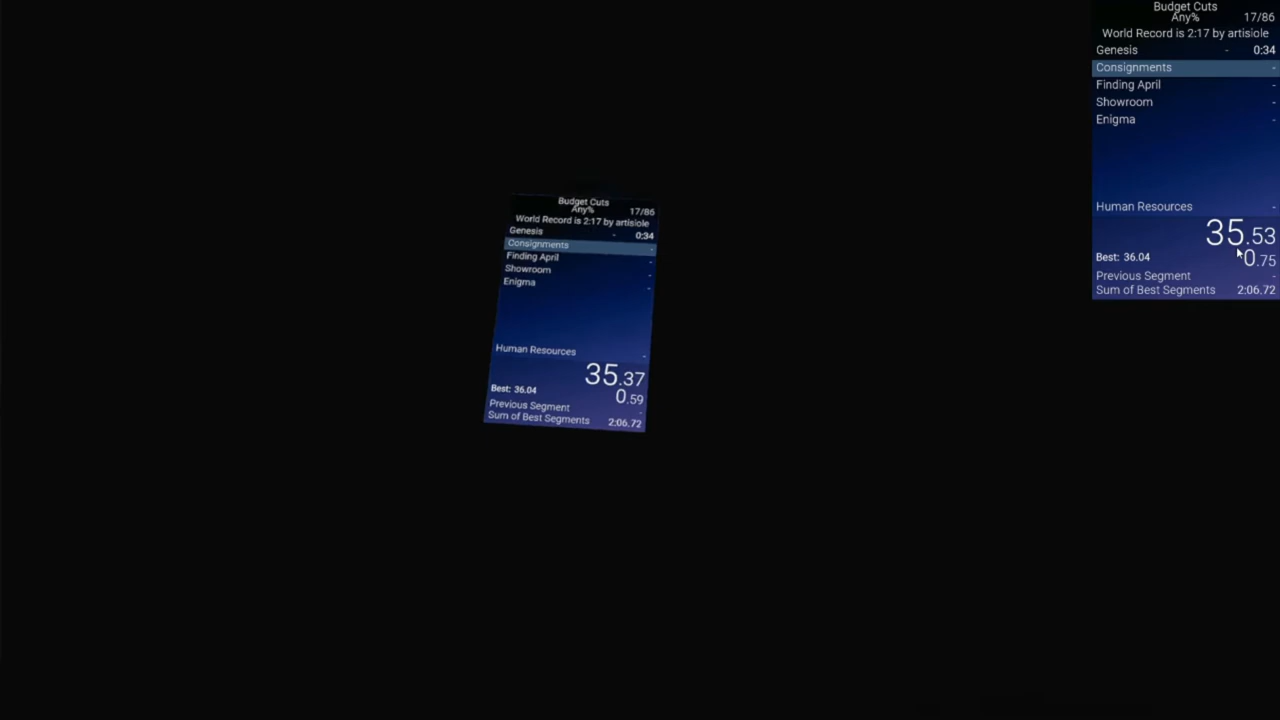 Budget Cuts
Any% 17/86
World Record is 2:17 by artisiole
Genesis - 0:34
Consignments -
Finding April -
Showroom -
Enigma -
Human Resources -
35.53
Best: 36.04 0.75
Previous Segment -
Sum of Best Segments 2:06.72
Budget Cuts
Any% 17/86
World Record is 2:17 by artisiole
Genesis - 0:34
Consignments -
Finding April -
Showroom -
Enigma -
Human Resources -
35.37
Best: 36.04 0.59
Previous Segment -
Sum of Best Segments 2:06.72